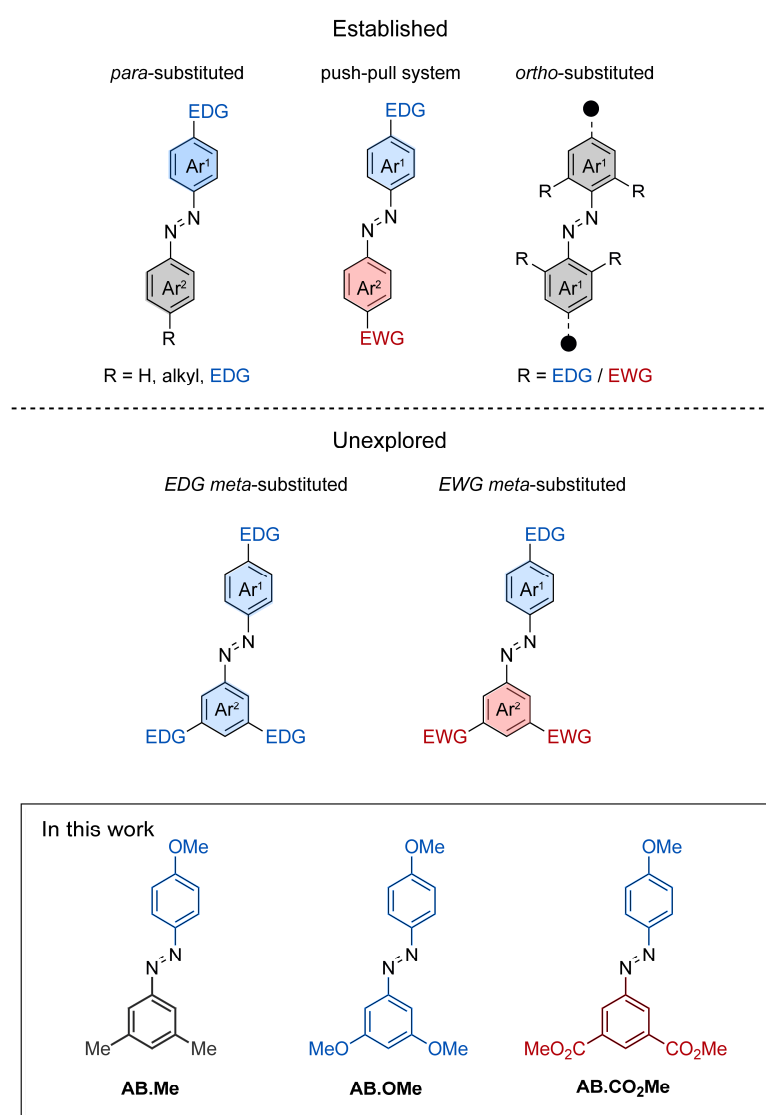 Established
para-substituted push-pull system ortho-substituted
EDG EDG
Ar¹ Ar¹ Ar¹
R R
N N N N N N
R R
Ar² Ar² Ar¹
R EWG
R = H, alkyl, EDG R = EDG / EWG
Unexplored
EDG meta-substituted EWG meta-substituted
EDG EDG
Ar¹ Ar¹
N N N N
Ar² Ar²
EDG EDG EWG EWG
In this work
OMe OMe OMe
N N N N N N
Me Me MeO OMe MeO₂C CO₂Me
AB.Me AB.OMe AB.CO₂Me